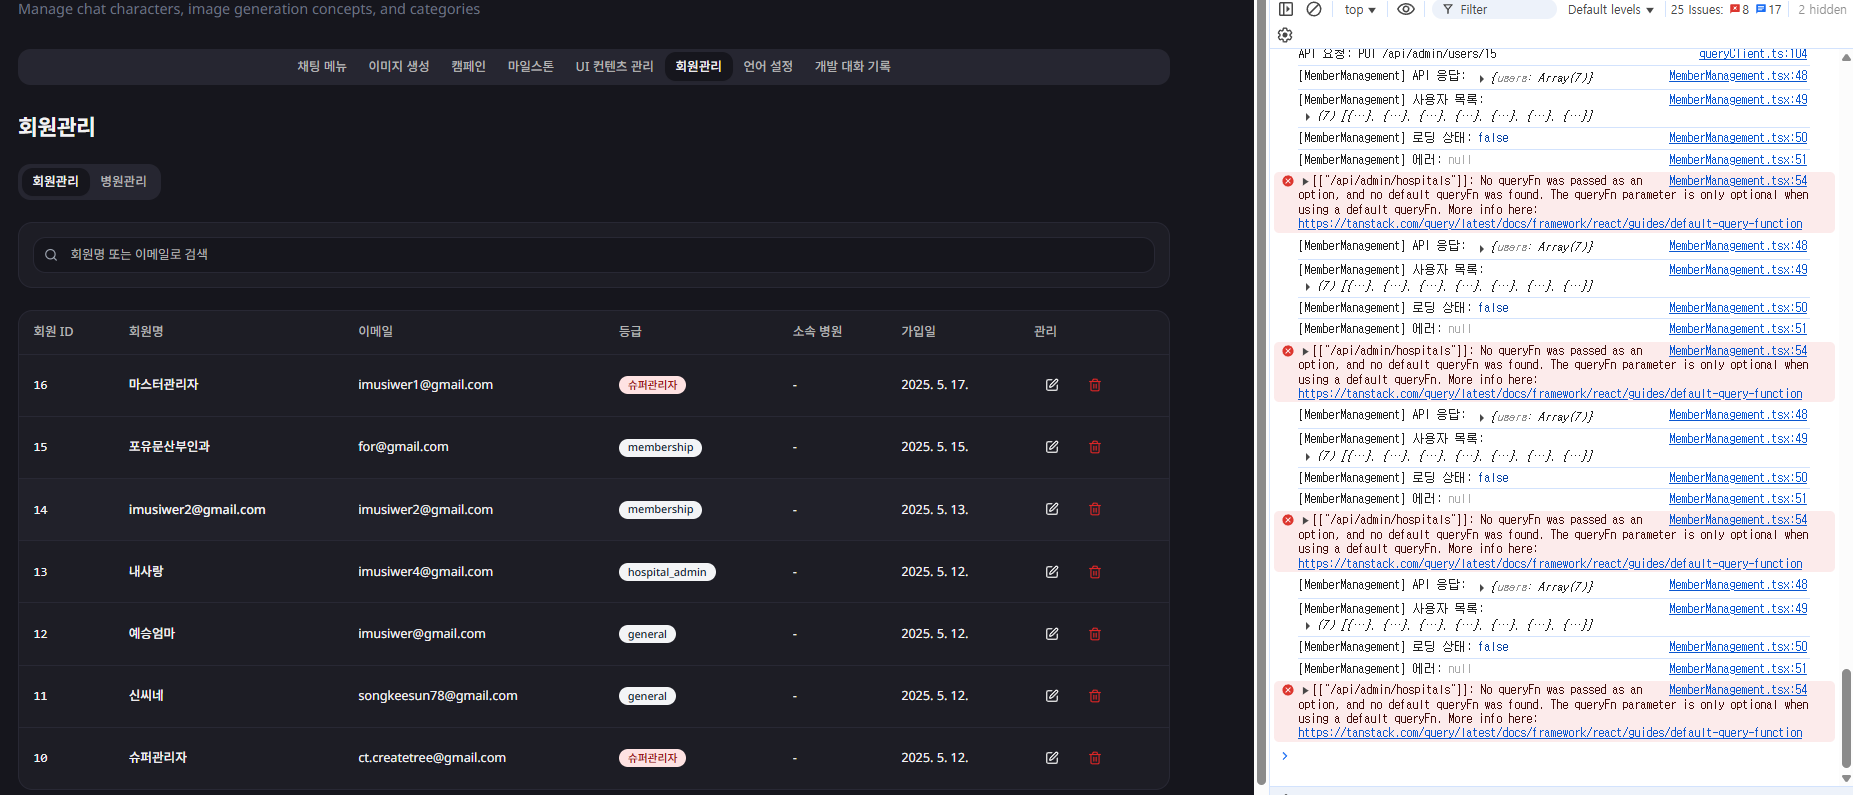 Manage chat characters, image generation concepts, and categories
채팅 메뉴 이미지 생성 캠페인 마일스톤 UI 컨텐츠 관리 회원관리 언어 설정 개발 대화 기록
회원관리
회원관리 병원관리
회원명 또는 이메일로 검색
회원 ID 회원명 이메일 등급 소속 병원 가입일 관리
16 마스터관리자 imusiwer1@gmail.com 슈퍼관리자 - 2025. 5. 17.
15 포유문산부인과 for@gmail.com membership - 2025. 5. 15.
14 imusiwer2@gmail.com imusiwer2@gmail.com membership - 2025. 5. 13.
13 내사랑 imusiwer4@gmail.com hospital_admin - 2025. 5. 12.
12 예승엄마 imusiwer@gmail.com general - 2025. 5. 12.
11 신씨네 songkeesun78@gmail.com general - 2025. 5. 12.
10 슈퍼관리자 ct.createtree@gmail.com 슈퍼관리자 - 2025. 5. 12.
top Filter Default levels 25 Issues: 8 17 2 hidden
API 요청: PUT /api/admin/users/15 queryClient.ts:104
[MemberManagement] API 응답: {users: Array(7)} MemberManagement.tsx:48
[MemberManagement] 사용자 목록: MemberManagement.tsx:49
(7) [{…}, {…}, {…}, {…}, {…}, {…}, {…}]
[MemberManagement] 로딩 상태: false MemberManagement.tsx:50
[MemberManagement] 에러: null MemberManagement.tsx:51
[["/api/admin/hospitals"]]: No queryFn was passed as an MemberManagement.tsx:54
option, and no default queryFn was found. The queryFn parameter is only optional when
using a default queryFn. More info here:
https://tanstack.com/query/latest/docs/framework/react/guides/default-query-function
[MemberManagement] API 응답: {users: Array(7)} MemberManagement.tsx:48
[MemberManagement] 사용자 목록: MemberManagement.tsx:49
(7) [{…}, {…}, {…}, {…}, {…}, {…}, {…}]
[MemberManagement] 로딩 상태: false MemberManagement.tsx:50
[MemberManagement] 에러: null MemberManagement.tsx:51
[["/api/admin/hospitals"]]: No queryFn was passed as an MemberManagement.tsx:54
option, and no default queryFn was found. The queryFn parameter is only optional when
using a default queryFn. More info here:
https://tanstack.com/query/latest/docs/framework/react/guides/default-query-function
[MemberManagement] API 응답: {users: Array(7)} MemberManagement.tsx:48
[MemberManagement] 사용자 목록: MemberManagement.tsx:49
(7) [{…}, {…}, {…}, {…}, {…}, {…}, {…}]
[MemberManagement] 로딩 상태: false MemberManagement.tsx:50
[MemberManagement] 에러: null MemberManagement.tsx:51
[["/api/admin/hospitals"]]: No queryFn was passed as an MemberManagement.tsx:54
option, and no default queryFn was found. The queryFn parameter is only optional when
using a default queryFn. More info here:
https://tanstack.com/query/latest/docs/framework/react/guides/default-query-function
[MemberManagement] API 응답: {users: Array(7)} MemberManagement.tsx:48
[MemberManagement] 사용자 목록: MemberManagement.tsx:49
(7) [{…}, {…}, {…}, {…}, {…}, {…}, {…}]
[MemberManagement] 로딩 상태: false MemberManagement.tsx:50
[MemberManagement] 에러: null MemberManagement.tsx:51
[["/api/admin/hospitals"]]: No queryFn was passed as an MemberManagement.tsx:54
option, and no default queryFn was found. The queryFn parameter is only optional when
using a default queryFn. More info here:
https://tanstack.com/query/latest/docs/framework/react/guides/default-query-function